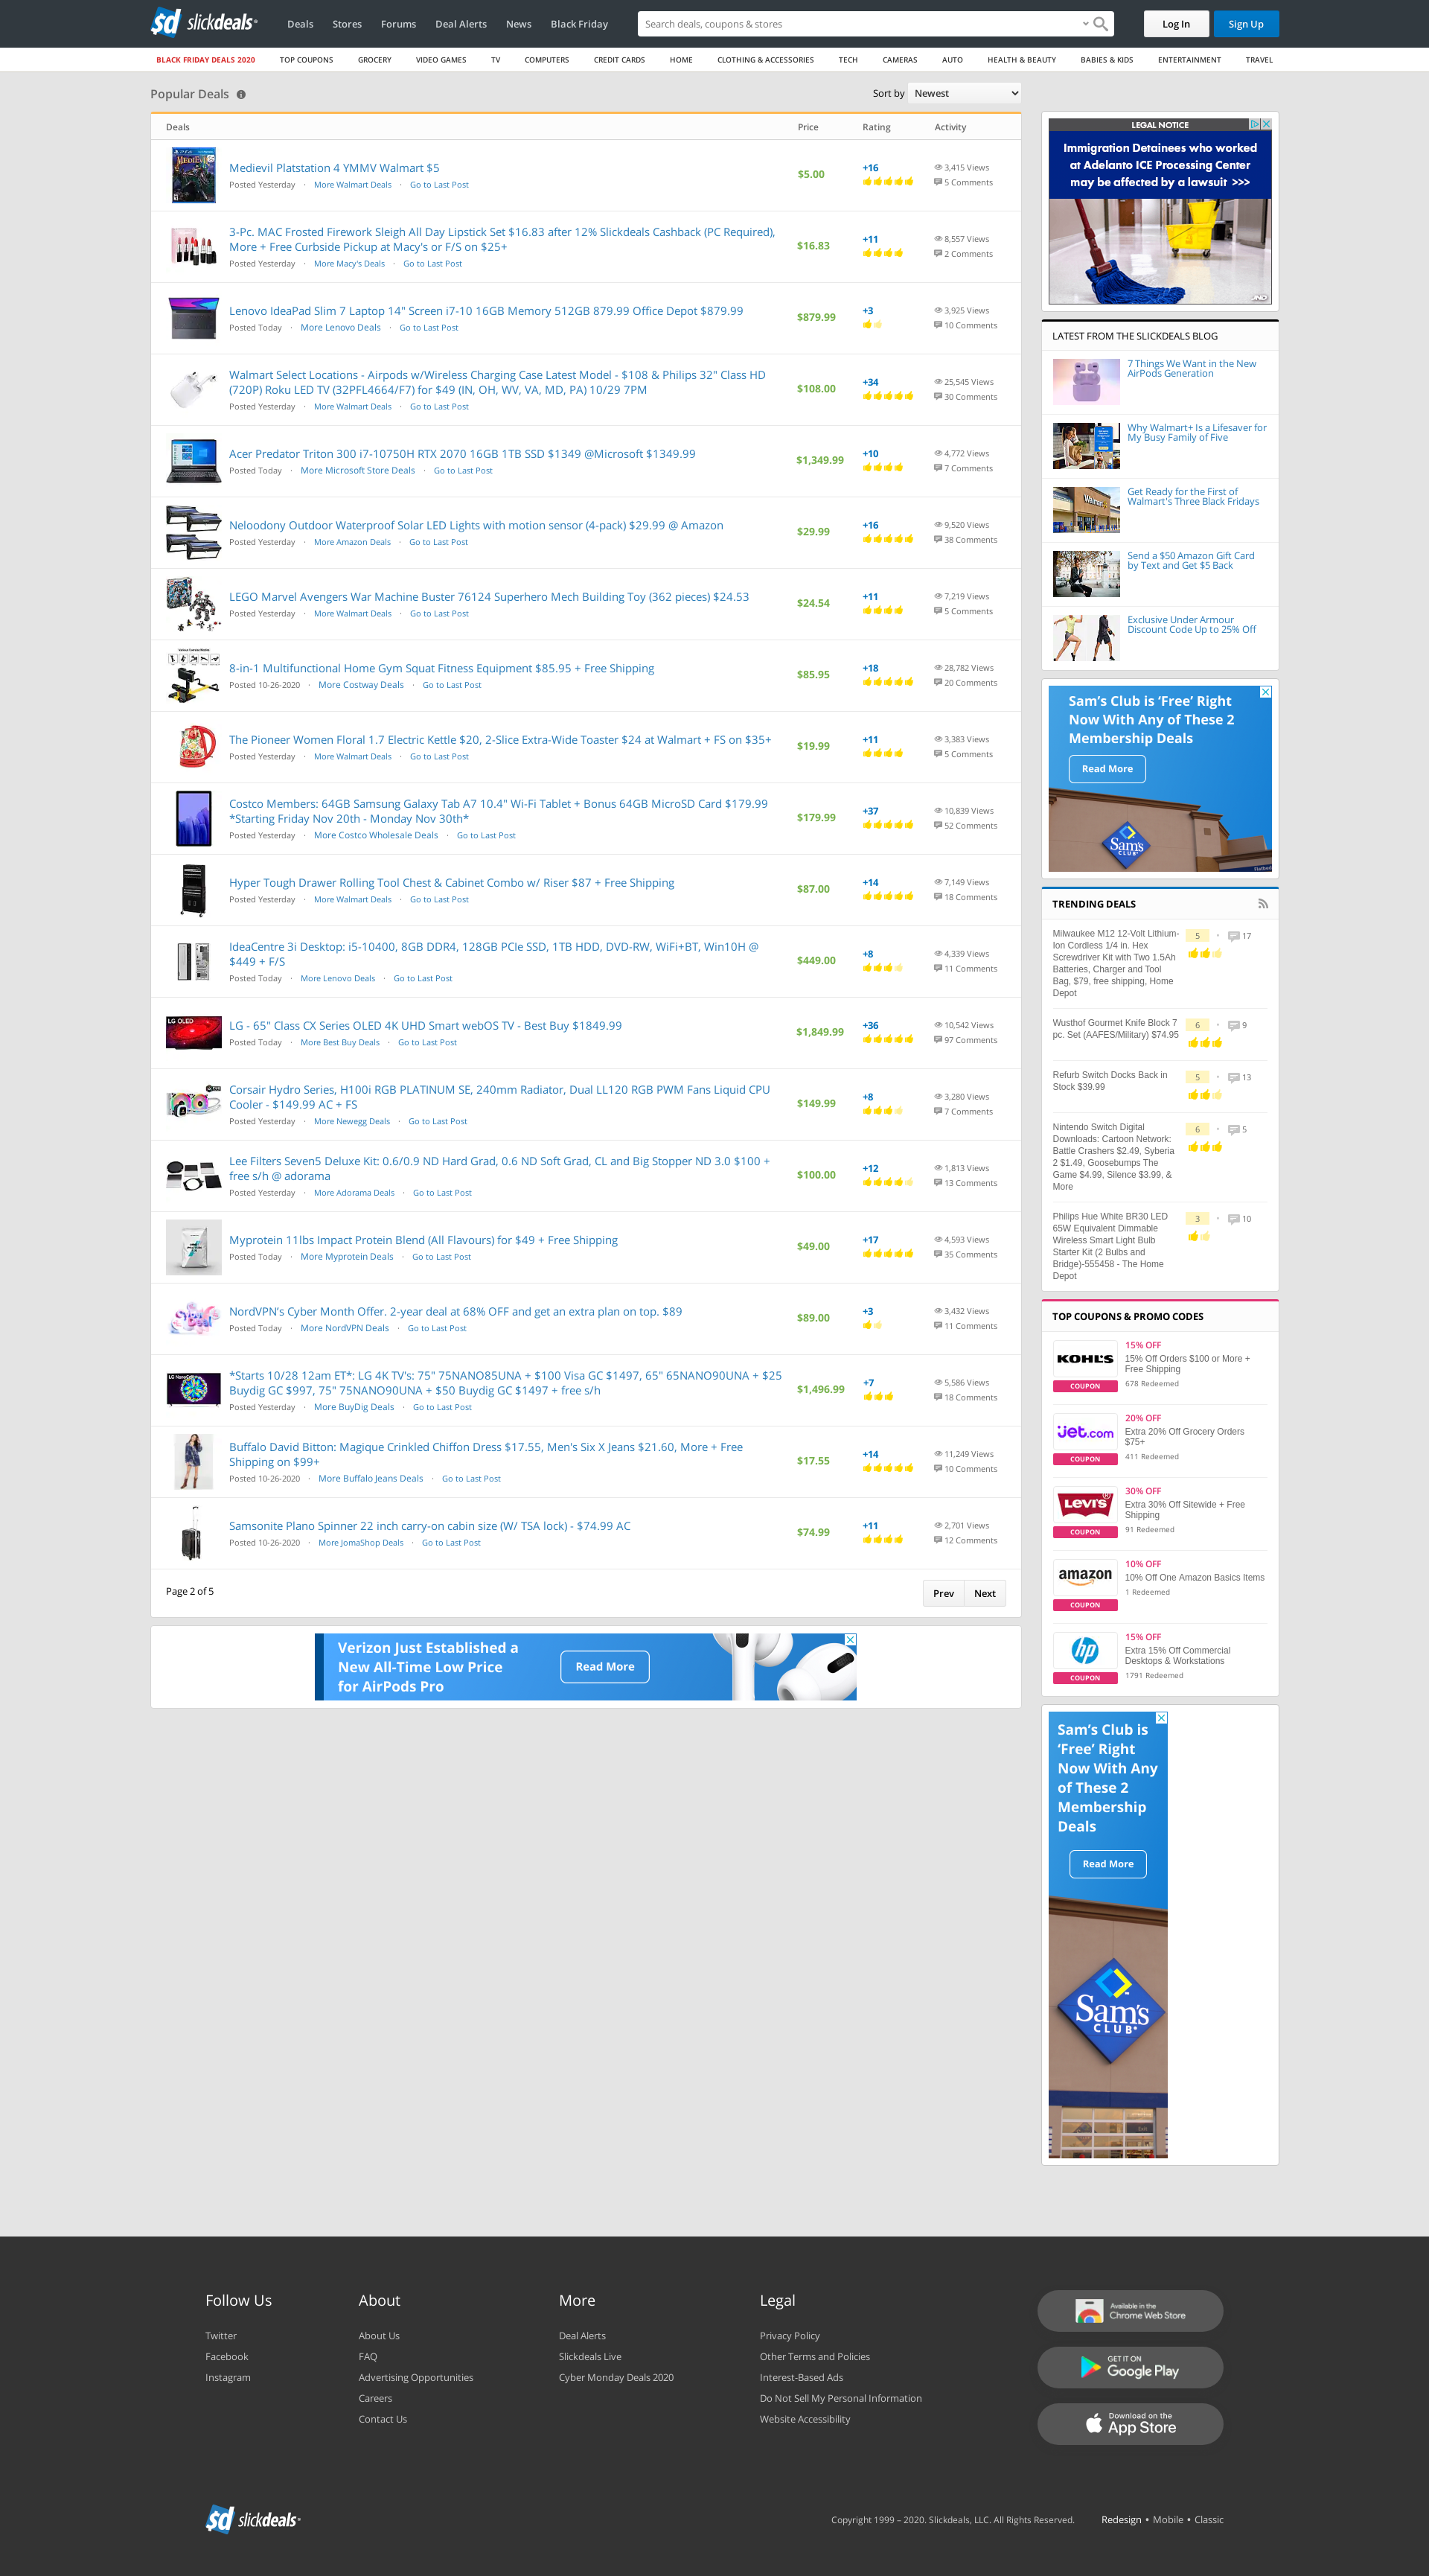 slickdeals
Deals
Stores
Forums
Deal Alerts
News
Black Friday
Search deals, coupons & stores
Log In
Sign Up
BLACK FRIDAY DEALS 2020
TOP COUPONS
GROCERY
VIDEO GAMES
TV
COMPUTERS
CREDIT CARDS
HOME
CLOTHING & ACCESSORIES
TECH
CAMERAS
AUTO
HEALTH & BEAUTY
BABIES & KIDS
ENTERTAINMENT
TRAVEL
Popular Deals
Sort by Newest
Deals Price Rating Activity
Medievil Platstation 4 YMMV Walmart $5
Posted Yesterday · More Walmart Deals · Go to Last Post
$5.00
+16
3,415 Views
5 Comments
3-Pc. MAC Frosted Firework Sleigh All Day Lipstick Set $16.83 after 12% Slickdeals Cashback (PC Required),
More + Free Curbside Pickup at Macy's or F/S on $25+
Posted Yesterday · More Macy's Deals · Go to Last Post
$16.83
+11
8,557 Views
2 Comments
Lenovo IdeaPad Slim 7 Laptop 14" Screen i7-10 16GB Memory 512GB 879.99 Office Depot $879.99
Posted Today · More Lenovo Deals · Go to Last Post
$879.99
+3
3,925 Views
10 Comments
Walmart Select Locations - Airpods w/Wireless Charging Case Latest Model - $108 & Philips 32" Class HD
(720P) Roku LED TV (32PFL4664/F7) for $49 (IN, OH, WV, VA, MD, PA) 10/29 7PM
Posted Yesterday · More Walmart Deals · Go to Last Post
$108.00
+34
25,545 Views
30 Comments
Acer Predator Triton 300 i7-10750H RTX 2070 16GB 1TB SSD $1349 @Microsoft $1349.99
Posted Today · More Microsoft Store Deals · Go to Last Post
$1,349.99
+10
4,772 Views
7 Comments
Neloodony Outdoor Waterproof Solar LED Lights with motion sensor (4-pack) $29.99 @ Amazon
Posted Yesterday · More Amazon Deals · Go to Last Post
$29.99
+16
9,520 Views
38 Comments
LEGO Marvel Avengers War Machine Buster 76124 Superhero Mech Building Toy (362 pieces) $24.53
Posted Yesterday · More Walmart Deals · Go to Last Post
$24.54
+11
7,219 Views
5 Comments
8-in-1 Multifunctional Home Gym Squat Fitness Equipment $85.95 + Free Shipping
Posted 10-26-2020 · More Costway Deals · Go to Last Post
$85.95
+18
28,782 Views
20 Comments
The Pioneer Women Floral 1.7 Electric Kettle $20, 2-Slice Extra-Wide Toaster $24 at Walmart + FS on $35+
Posted Yesterday · More Walmart Deals · Go to Last Post
$19.99
+11
3,383 Views
5 Comments
Costco Members: 64GB Samsung Galaxy Tab A7 10.4" Wi-Fi Tablet + Bonus 64GB MicroSD Card $179.99
*Starting Friday Nov 20th - Monday Nov 30th*
Posted Yesterday · More Costco Wholesale Deals · Go to Last Post
$179.99
+37
10,839 Views
52 Comments
Hyper Tough Drawer Rolling Tool Chest & Cabinet Combo w/ Riser $87 + Free Shipping
Posted Yesterday · More Walmart Deals · Go to Last Post
$87.00
+14
7,149 Views
18 Comments
IdeaCentre 3i Desktop: i5-10400, 8GB DDR4, 128GB PCIe SSD, 1TB HDD, DVD-RW, WiFi+BT, Win10H @
$449 + F/S
Posted Today · More Lenovo Deals · Go to Last Post
$449.00
+8
4,339 Views
11 Comments
LG OLED
LG - 65" Class CX Series OLED 4K UHD Smart webOS TV - Best Buy $1849.99
Posted Today · More Best Buy Deals · Go to Last Post
$1,849.99
+36
10,542 Views
97 Comments
Corsair Hydro Series, H100i RGB PLATINUM SE, 240mm Radiator, Dual LL120 RGB PWM Fans Liquid CPU
Cooler - $149.99 AC + FS
Posted Yesterday · More Newegg Deals · Go to Last Post
$149.99
+8
3,280 Views
7 Comments
Lee Filters Seven5 Deluxe Kit: 0.6/0.9 ND Hard Grad, 0.6 ND Soft Grad, CL and Big Stopper ND 3.0 $100 +
free s/h @ adorama
Posted Yesterday · More Adorama Deals · Go to Last Post
$100.00
+12
1,813 Views
13 Comments
Myprotein 11lbs Impact Protein Blend (All Flavours) for $49 + Free Shipping
Posted Today · More Myprotein Deals · Go to Last Post
$49.00
+17
4,593 Views
35 Comments
NordVPN's Cyber Month Offer. 2-year deal at 68% OFF and get an extra plan on top. $89
Posted Today · More NordVPN Deals · Go to Last Post
$89.00
+3
3,432 Views
11 Comments
*Starts 10/28 12am ET*: LG 4K TV's: 75" 75NANO85UNA + $100 Visa GC $1497, 65" 65NANO90UNA + $25
Buydig GC $997, 75" 75NANO90UNA + $50 Buydig GC $1497 + free s/h
Posted Yesterday · More BuyDig Deals · Go to Last Post
$1,496.99
+7
5,586 Views
18 Comments
Buffalo David Bitton: Magique Crinkled Chiffon Dress $17.55, Men's Six X Jeans $21.60, More + Free
Shipping on $99+
Posted 10-26-2020 · More Buffalo Jeans Deals · Go to Last Post
$17.55
+14
11,249 Views
10 Comments
Samsonite Plano Spinner 22 inch carry-on cabin size (W/ TSA lock) - $74.99 AC
Posted 10-26-2020 · More JomaShop Deals · Go to Last Post
$74.99
+11
2,701 Views
12 Comments
Page 2 of 5
Prev
Next
Verizon Just Established a
New All-Time Low Price
for AirPods Pro
Read More
LEGAL NOTICE
Immigration Detainees who worked
at Adelanto ICE Processing Center
may be affected by a lawsuit >>>
LATEST FROM THE SLICKDEALS BLOG
7 Things We Want in the New
AirPods Generation
Why Walmart+ Is a Lifesaver for
My Busy Family of Five
Get Ready for the First of
Walmart's Three Black Fridays
Send a $50 Amazon Gift Card
by Text and Get $5 Back
Exclusive Under Armour
Discount Code Up to 25% Off
Sam's Club is 'Free' Right
Now With Any of These 2
Membership Deals
Read More
Sam's
CLUB
TRENDING DEALS
Milwaukee M12 12-Volt Lithium-
Ion Cordless 1/4 in. Hex
Screwdriver Kit with Two 1.5Ah
Batteries, Charger and Tool
Bag, $79, free shipping, Home
Depot
5 · 17
Wusthof Gourmet Knife Block 7
pc. Set (AAFES/Military) $74.95
6 · 9
Refurb Switch Docks Back in
Stock $39.99
5 · 13
Nintendo Switch Digital
Downloads: Cartoon Network:
Battle Crashers $2.49, Syberia
2 $1.49, Goosebumps The
Game $4.99, Silence $3.99, &
More
6 · 5
Philips Hue White BR30 LED
65W Equivalent Dimmable
Wireless Smart Light Bulb
Starter Kit (2 Bulbs and
Bridge)-555458 - The Home
Depot
3 · 10
TOP COUPONS & PROMO CODES
KOHL'S
COUPON
15% OFF
15% Off Orders $100 or More +
Free Shipping
678 Redeemed
jet.com
COUPON
20% OFF
Extra 20% Off Grocery Orders
$75+
411 Redeemed
LEVI'S
COUPON
30% OFF
Extra 30% Off Sitewide + Free
Shipping
91 Redeemed
amazon
COUPON
10% OFF
10% Off One Amazon Basics Items
1 Redeemed
hp
COUPON
15% OFF
Extra 15% Off Commercial
Desktops & Workstations
1791 Redeemed
Sam's Club is
'Free' Right
Now With Any
of These 2
Membership
Deals
Read More
Sam's
CLUB
Follow Us
Twitter
Facebook
Instagram
About
About Us
FAQ
Advertising Opportunities
Careers
Contact Us
More
Deal Alerts
Slickdeals Live
Cyber Monday Deals 2020
Legal
Privacy Policy
Other Terms and Policies
Interest-Based Ads
Do Not Sell My Personal Information
Website Accessibility
Available in the
Chrome Web Store
GET IT ON
Google Play
Download on the
App Store
slickdeals
Copyright 1999 – 2020. Slickdeals, LLC. All Rights Reserved.
Redesign • Mobile • Classic